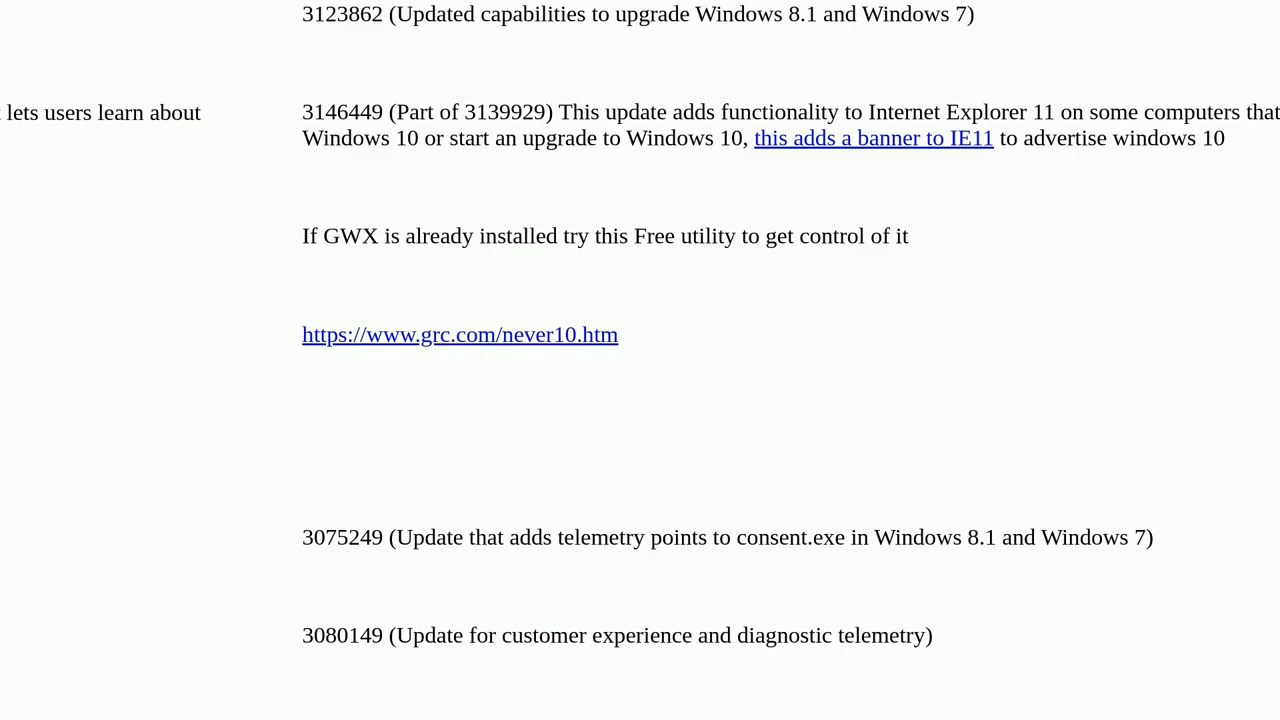 3123862 (Updated capabilities to upgrade Windows 8.1 and Windows 7)
lets users learn about
3146449 (Part of 3139929) This update adds functionality to Internet Explorer 11 on some computers that
Windows 10 or start an upgrade to Windows 10, this adds a banner to IE11 to advertise windows 10
If GWX is already installed try this Free utility to get control of it
https://www.grc.com/never10.htm
3075249 (Update that adds telemetry points to consent.exe in Windows 8.1 and Windows 7)
3080149 (Update for customer experience and diagnostic telemetry)